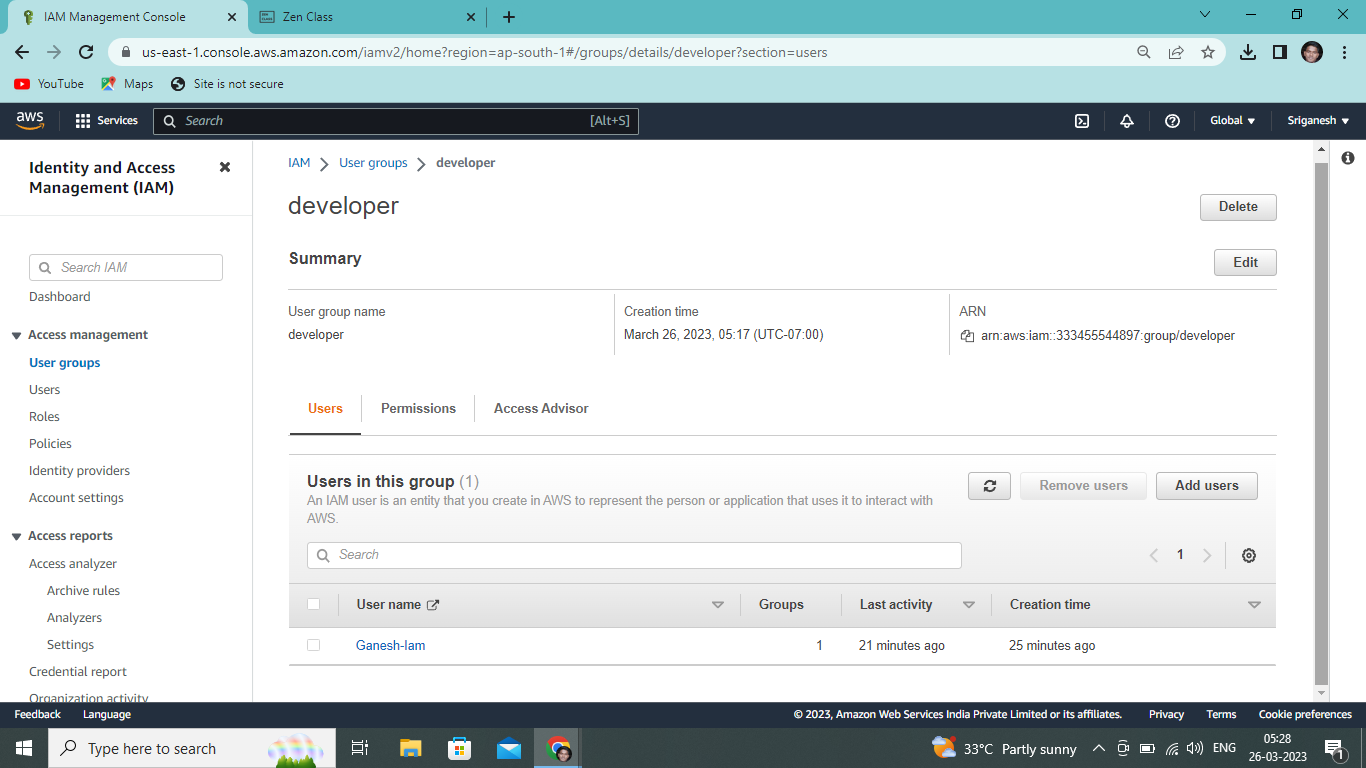 IAM Management Console
Zen Class
us-east-1.console.aws.amazon.com/iamv2/home?region=ap-south-1#/groups/details/developer?section=users
YouTube
Maps
Site is not secure
aws
Services
Search
[Alt+S]
Global
Sriganesh
Identity and Access
Management (IAM)
Search IAM
Dashboard
Access management
User groups
Users
Roles
Policies
Identity providers
Account settings
Access reports
Access analyzer
Archive rules
Analyzers
Settings
Credential report
Organization activity
IAM
User groups
developer
developer
Delete
Summary
Edit
User group name
developer
Creation time
March 26, 2023, 05:17 (UTC-07:00)
ARN
arn:aws:iam::333455544897:group/developer
Users
Permissions
Access Advisor
Users in this group (1)
An IAM user is an entity that you create in AWS to represent the person or application that uses it to interact with
AWS.
Remove users
Add users
Search
1
User name
Groups
Last activity
Creation time
Ganesh-Iam
1
21 minutes ago
25 minutes ago
Feedback
Language
© 2023, Amazon Web Services India Private Limited or its affiliates.
Privacy
Terms
Cookie preferences
Type here to search
33°C Partly sunny
ENG
05:28
26-03-2023
1